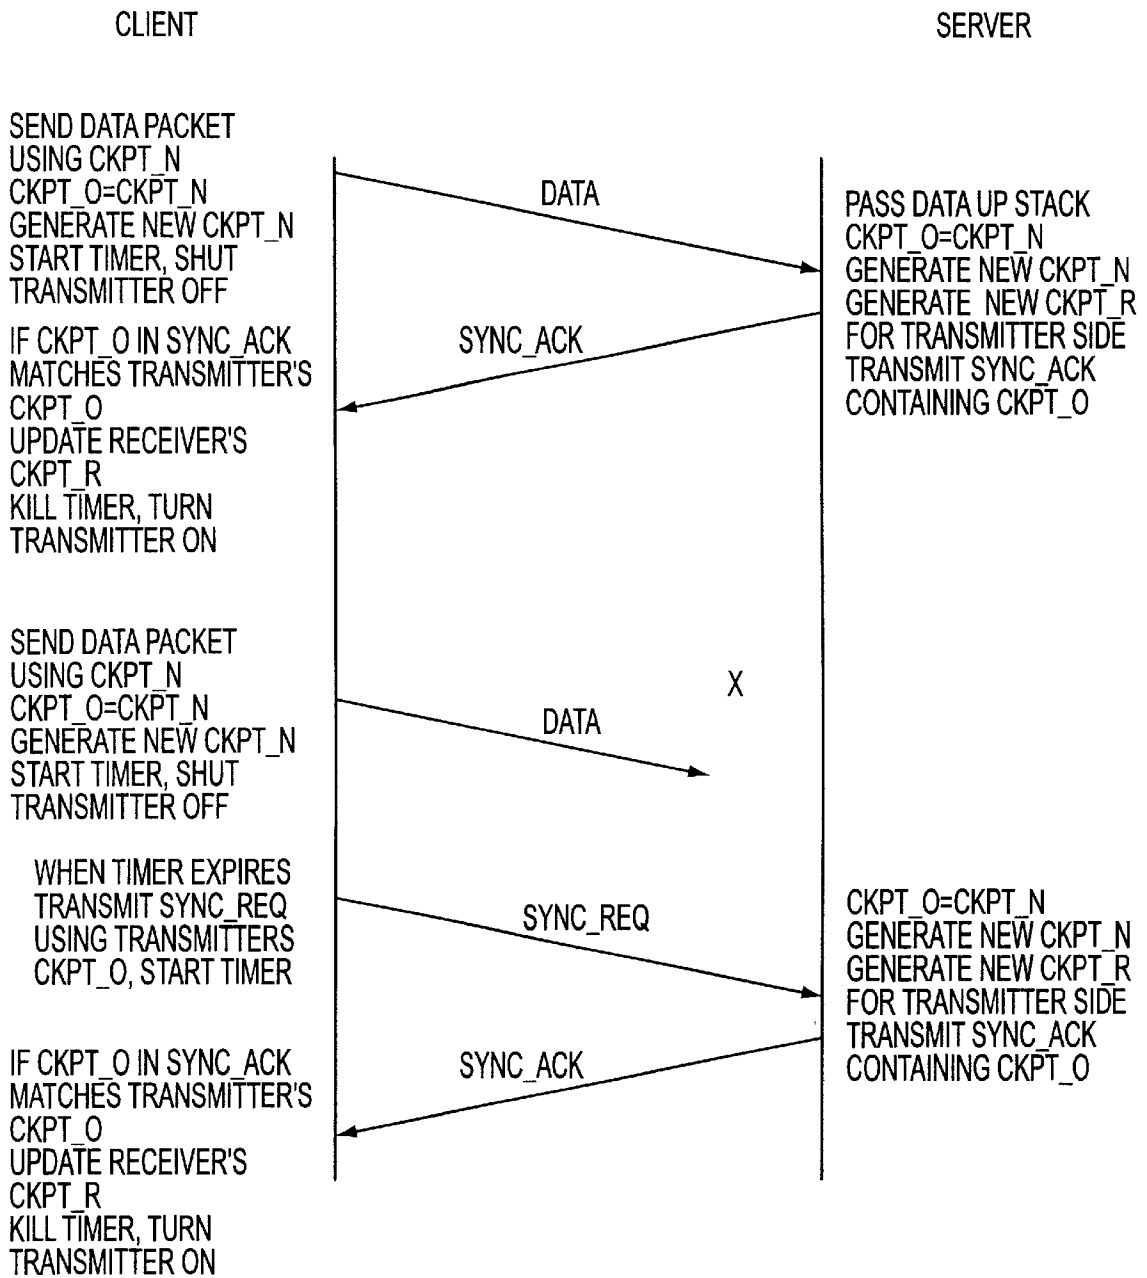 CLIENT
SERVER
SEND DATA PACKET
USING CKPT_N
CKPT_O=CKPT_N
GENERATE NEW CKPT_N
START TIMER, SHUT
TRANSMITTER OFF
DATA
PASS DATA UP STACK
CKPT_O=CKPT_N
GENERATE NEW CKPT_N
GENERATE NEW CKPT_R
FOR TRANSMITTER SIDE
TRANSMIT SYNC_ACK
CONTAINING CKPT_O
SYNC_ACK
IF CKPT_O IN SYNC_ACK
MATCHES TRANSMITTER'S
CKPT_O
UPDATE RECEIVER'S
CKPT_R
KILL TIMER, TURN
TRANSMITTER ON
SEND DATA PACKET
USING CKPT_N
CKPT_O=CKPT_N
GENERATE NEW CKPT_N
START TIMER, SHUT
TRANSMITTER OFF
DATA
X
WHEN TIMER EXPIRES
TRANSMIT SYNC_REQ
USING TRANSMITTERS
CKPT_O, START TIMER
SYNC_REQ
CKPT_O=CKPT_N
GENERATE NEW CKPT_N
GENERATE NEW CKPT_R
FOR TRANSMITTER SIDE
TRANSMIT SYNC_ACK
CONTAINING CKPT_O
SYNC_ACK
IF CKPT_O IN SYNC_ACK
MATCHES TRANSMITTER'S
CKPT_O
UPDATE RECEIVER'S
CKPT_R
KILL TIMER, TURN
TRANSMITTER ON